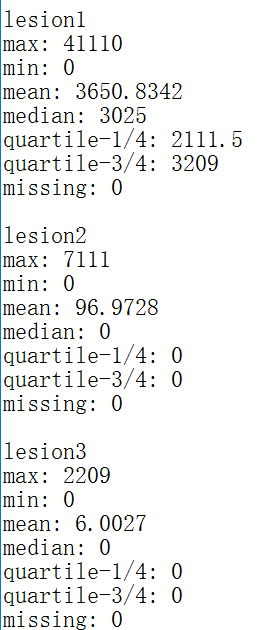 lesion1
max: 41110
min: 0
mean: 3650.8342
median: 3025
quartile-1/4: 2111.5
quartile-3/4: 3209
missing: 0
lesion2
max: 7111
min: 0
mean: 96.9728
median: 0
quartile-1/4: 0
quartile-3/4: 0
missing: 0
lesion3
max: 2209
min: 0
mean: 6.0027
median: 0
quartile-1/4: 0
quartile-3/4: 0
missing: 0